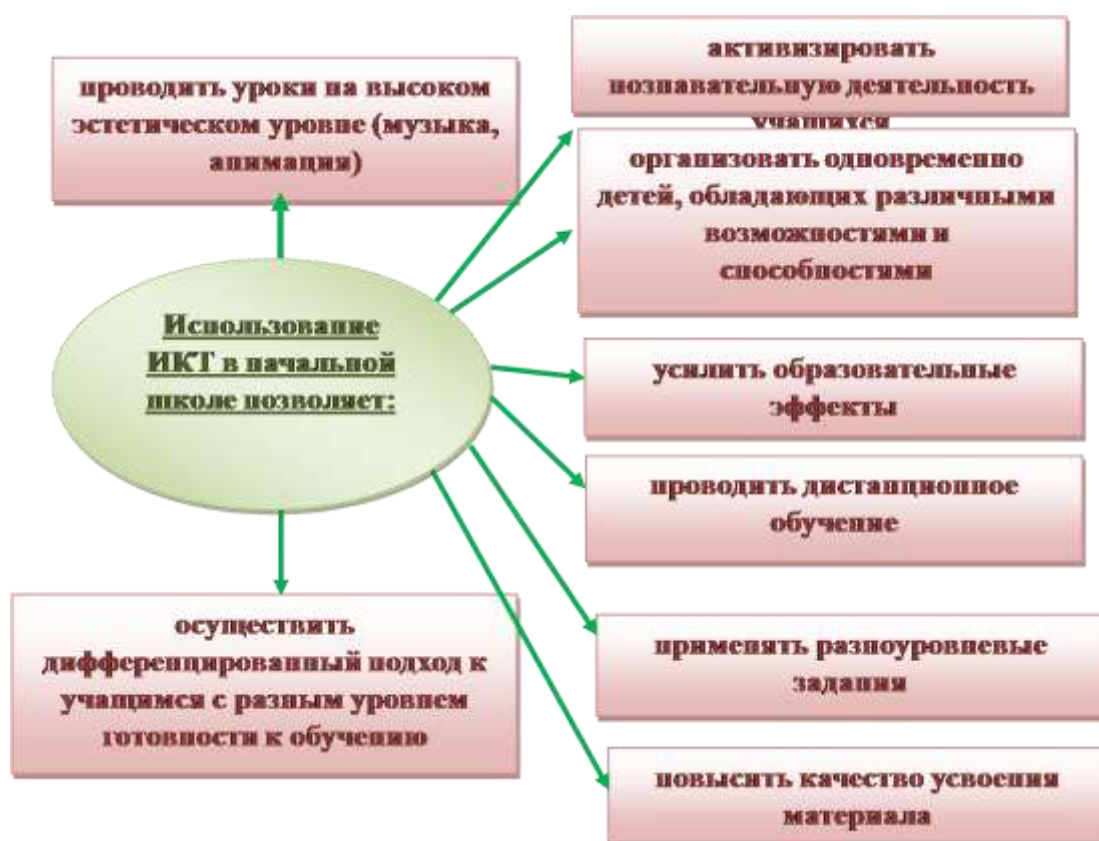 проводить уроки на высоком
эстетическом уровне (музыка,
анимация)
активизировать
познавательную деятельность
учащихся
организовать одновременно
детей, обладающих различными
возможностями и
способностями
Использование
ИКТ в начальной
школе позволяет:
усилить образовательные
эффекты
проводить дистанционное
обучение
осуществить
дифференцированный подход к
учащимся с разным уровнем
готовности к обучению
применять разноуровневые
задания
повысить качество усвоения
материала